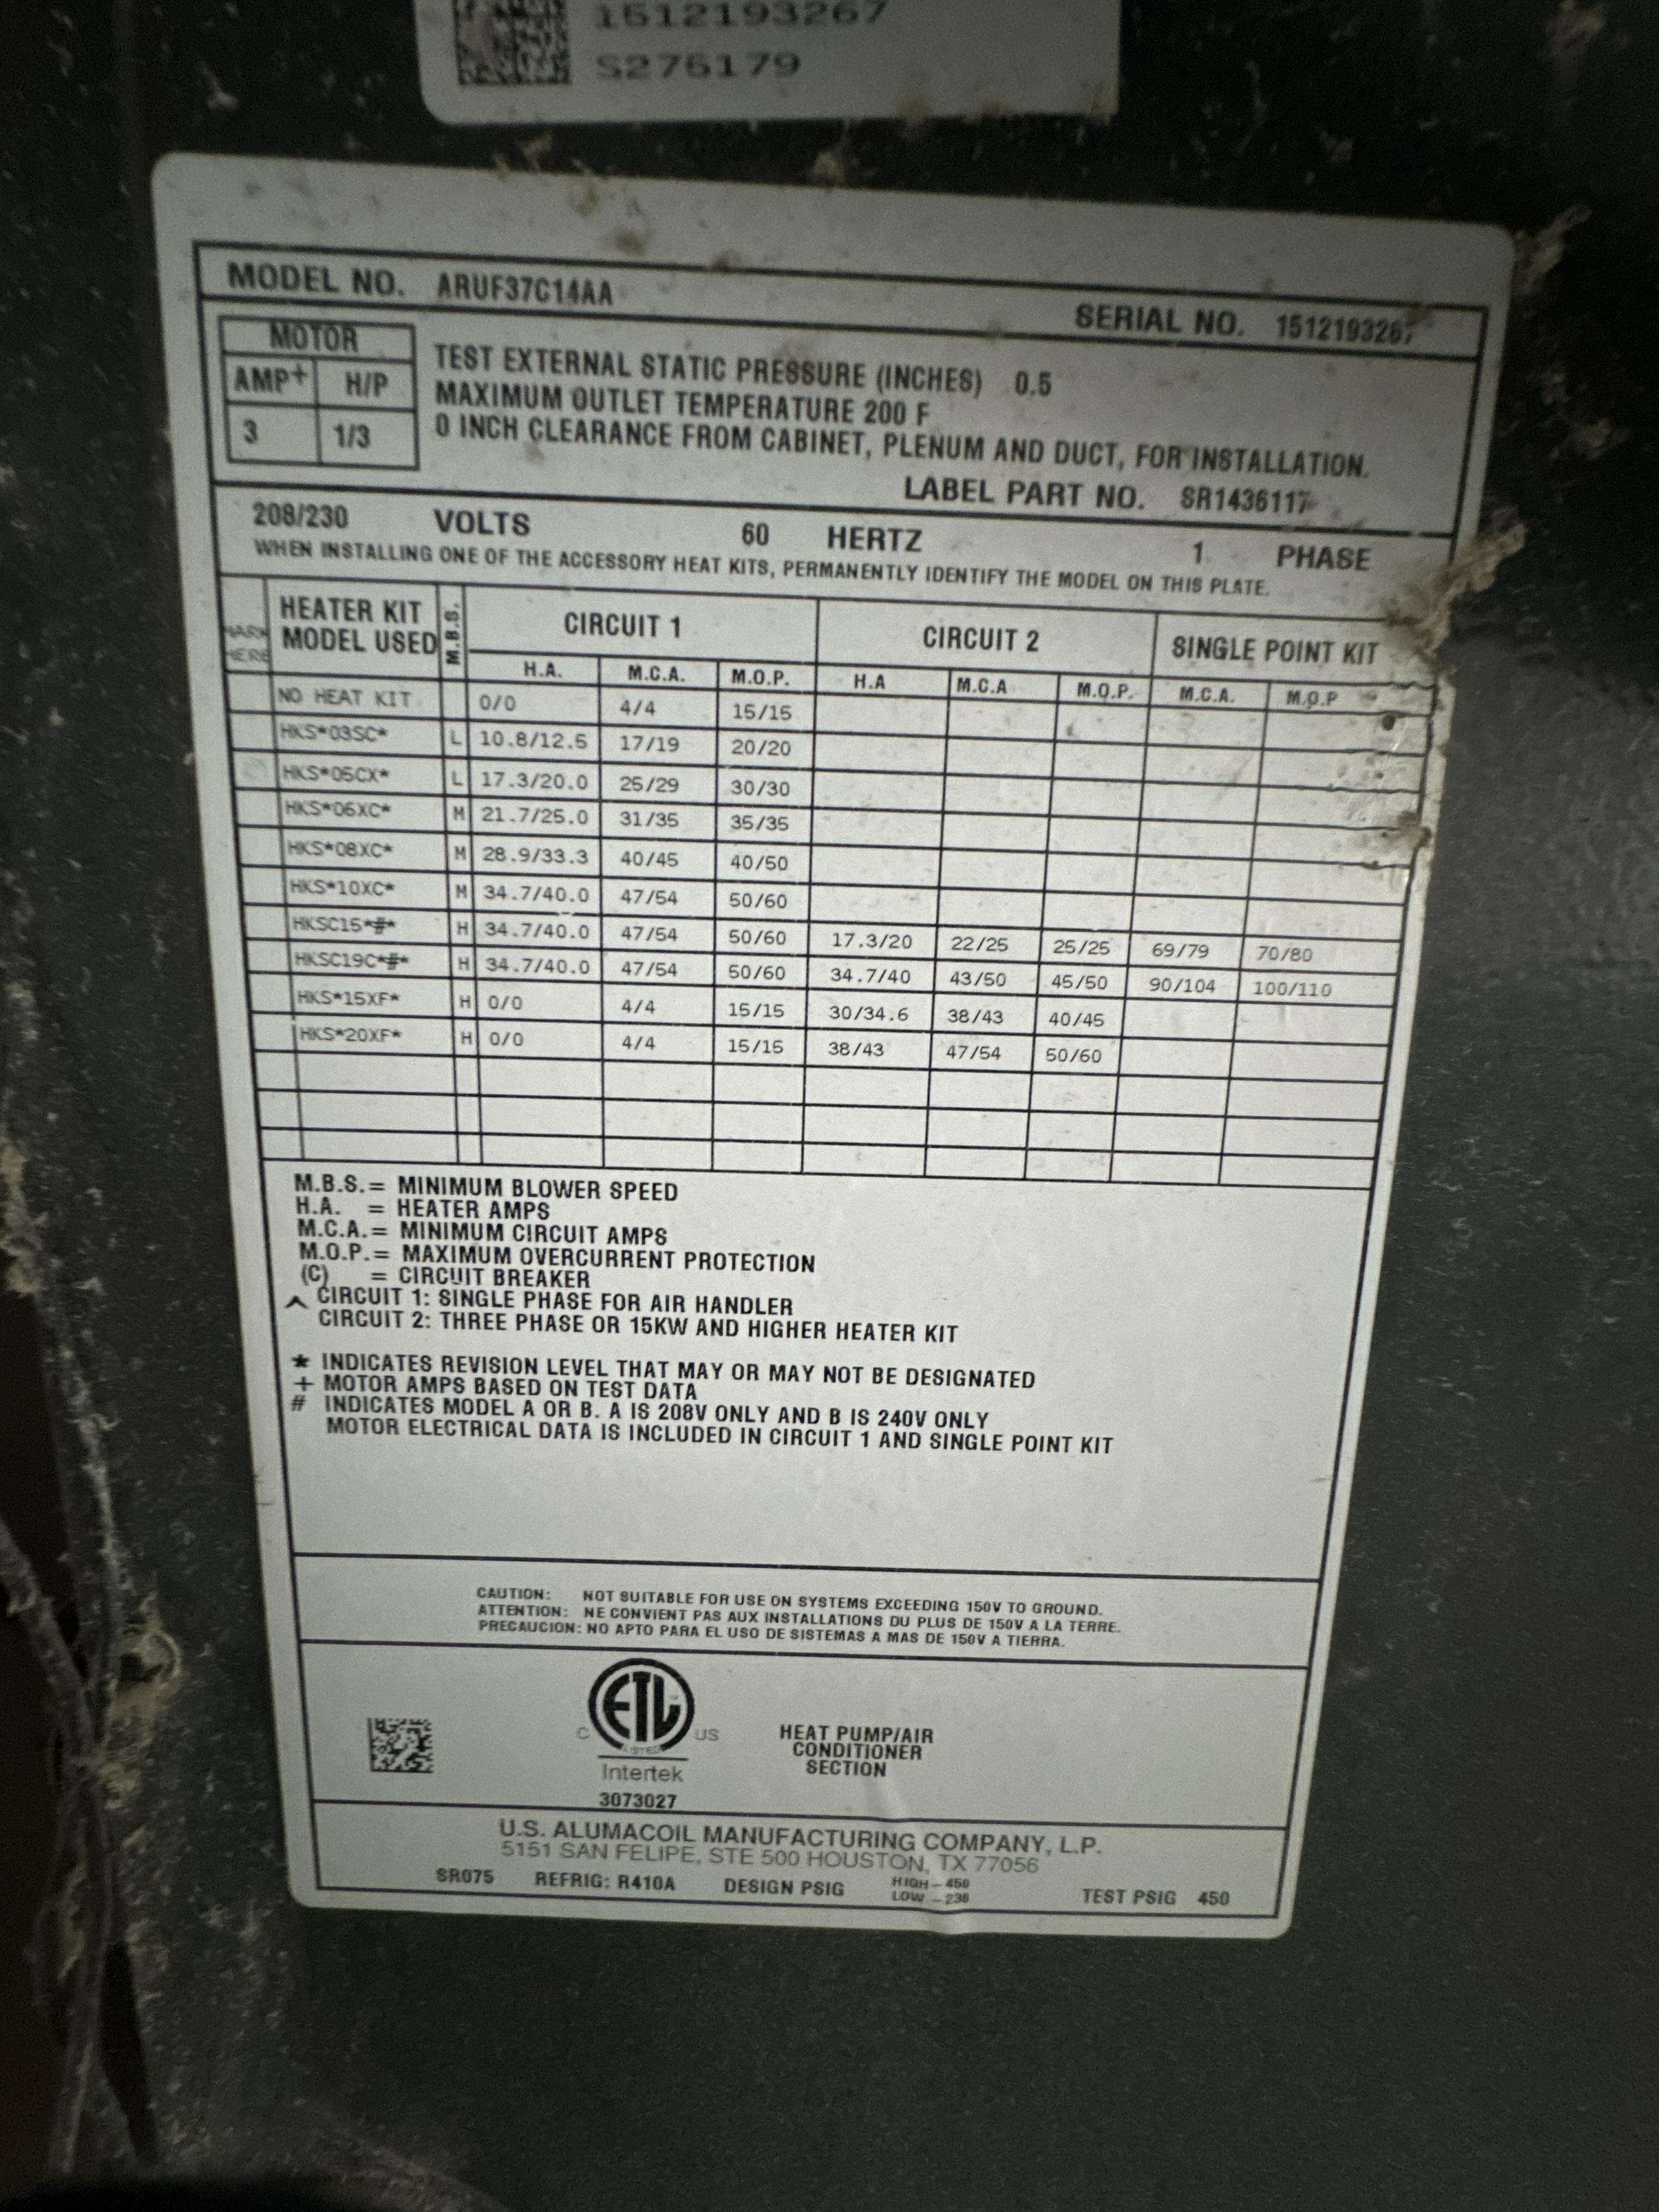 1512193267
S275179
MODEL NO. ARUF37C14AA
SERIAL NO. 1512193267
MOTOR
AMP+ H/P
3 1/3
TEST EXTERNAL STATIC PRESSURE (INCHES) 0.5
MAXIMUM OUTLET TEMPERATURE 200 F
0 INCH CLEARANCE FROM CABINET, PLENUM AND DUCT, FOR INSTALLATION.
LABEL PART NO. SR1436117
208/230 VOLTS 60 HERTZ 1 PHASE
WHEN INSTALLING ONE OF THE ACCESSORY HEAT KITS, PERMANENTLY IDENTIFY THE MODEL ON THIS PLATE.
MARK HERE HEATER KIT MODEL USED M.B.S. CIRCUIT 1 CIRCUIT 2 SINGLE POINT KIT
H.A. M.C.A. M.O.P. H.A M.C.A M.O.P. M.C.A. M.O.P
NO HEAT KIT 0/0 4/4 15/15
HKS*03SC* L 10.8/12.5 17/19 20/20
HKS*05CX* L 17.3/20.0 25/29 30/30
HKS*06XC* M 21.7/25.0 31/35 35/35
HKS*08XC* M 28.9/33.3 40/45 40/50
HKS*10XC* M 34.7/40.0 47/54 50/60
HKSC15*#* H 34.7/40.0 47/54 50/60 17.3/20 22/25 25/25 69/79 70/80
HKSC19C*#* H 34.7/40.0 47/54 50/60 34.7/40 43/50 45/50 90/104 100/110
HKS*15XF* H 0/0 4/4 15/15 30/34.6 38/43 40/45
HKS*20XF* H 0/0 4/4 15/15 38/43 47/54 50/60
M.B.S.= MINIMUM BLOWER SPEED
H.A. = HEATER AMPS
M.C.A.= MINIMUM CIRCUIT AMPS
M.O.P.= MAXIMUM OVERCURRENT PROTECTION
(C) = CIRCUIT BREAKER
^ CIRCUIT 1: SINGLE PHASE FOR AIR HANDLER
CIRCUIT 2: THREE PHASE OR 15KW AND HIGHER HEATER KIT
* INDICATES REVISION LEVEL THAT MAY OR MAY NOT BE DESIGNATED
+ MOTOR AMPS BASED ON TEST DATA
# INDICATES MODEL A OR B. A IS 208V ONLY AND B IS 240V ONLY
MOTOR ELECTRICAL DATA IS INCLUDED IN CIRCUIT 1 AND SINGLE POINT KIT
CAUTION: NOT SUITABLE FOR USE ON SYSTEMS EXCEEDING 150V TO GROUND.
ATTENTION: NE CONVIENT PAS AUX INSTALLATIONS DU PLUS DE 150V A LA TERRE.
PRECAUCION: NO APTO PARA EL USO DE SISTEMAS A MAS DE 150V A TIERRA.
ETL
C US
LISTED
Intertek
3073027
HEAT PUMP/AIR
CONDITIONER
SECTION
U.S. ALUMACOIL MANUFACTURING COMPANY, L.P.
5151 SAN FELIPE, STE 500 HOUSTON, TX 77056
SR075 REFRIG: R410A DESIGN PSIG HIGH - 450 LOW - 236 TEST PSIG 450